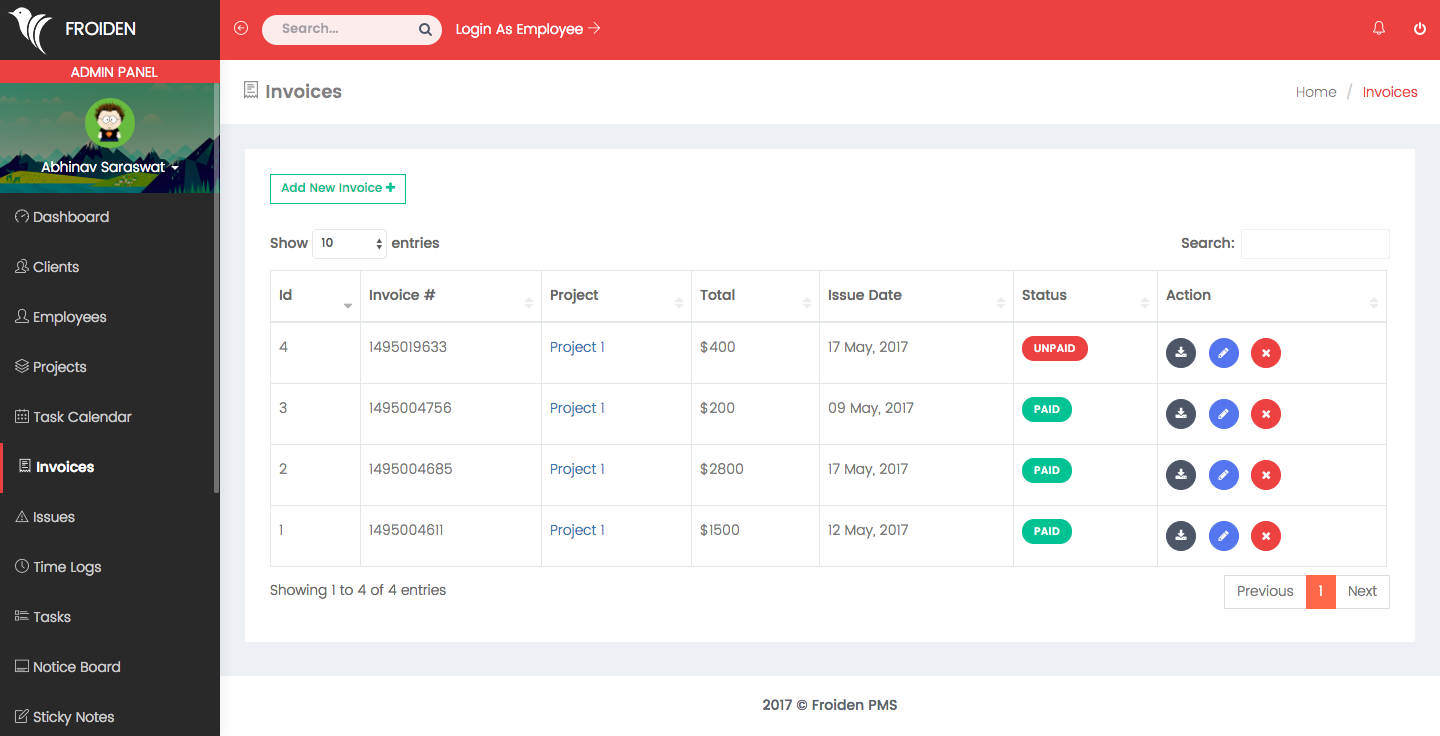 FROIDEN
Search...
Login As Employee
ADMIN PANEL
Abhinav Saraswat
Dashboard
Clients
Employees
Projects
Task Calendar
Invoices
Issues
Time Logs
Tasks
Notice Board
Sticky Notes
Invoices
Home / Invoices
Add New Invoice +
Show 10 entries
Search:
Id Invoice # Project Total Issue Date Status Action
4 1495019633 Project 1 $400 17 May, 2017 UNPAID
3 1495004756 Project 1 $200 09 May, 2017 PAID
2 1495004685 Project 1 $2800 17 May, 2017 PAID
1 1495004611 Project 1 $1500 12 May, 2017 PAID
Showing 1 to 4 of 4 entries
Previous 1 Next
2017 © Froiden PMS